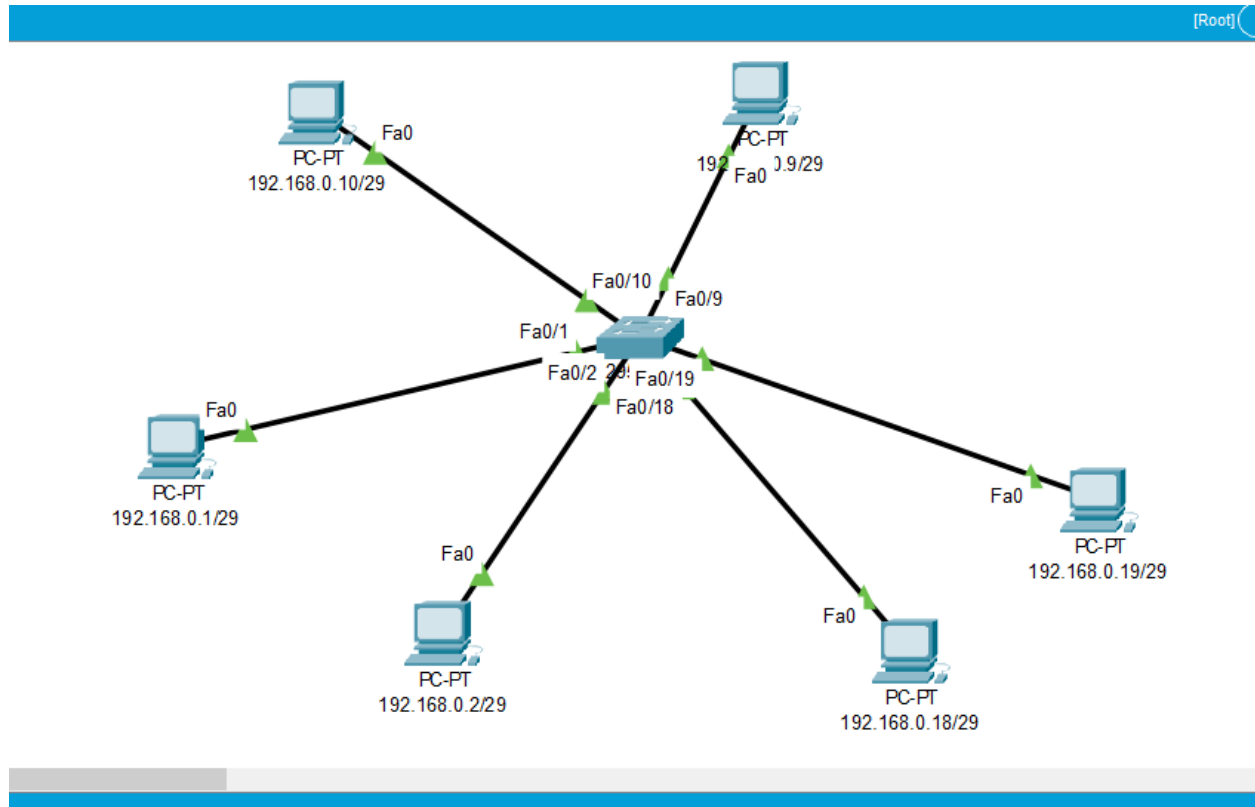 [Root]
Fa0
PC-PT
192.168.0.10/29
PC-PT
192 0.9/29
Fa0
Fa0/10
Fa0/9
Fa0/1
Fa0/2
Fa0/19
Fa0/18
Fa0
PC-PT
192.168.0.1/29
Fa0
PC-PT
192.168.0.19/29
Fa0
PC-PT
192.168.0.2/29
Fa0
PC-PT
192.168.0.18/29